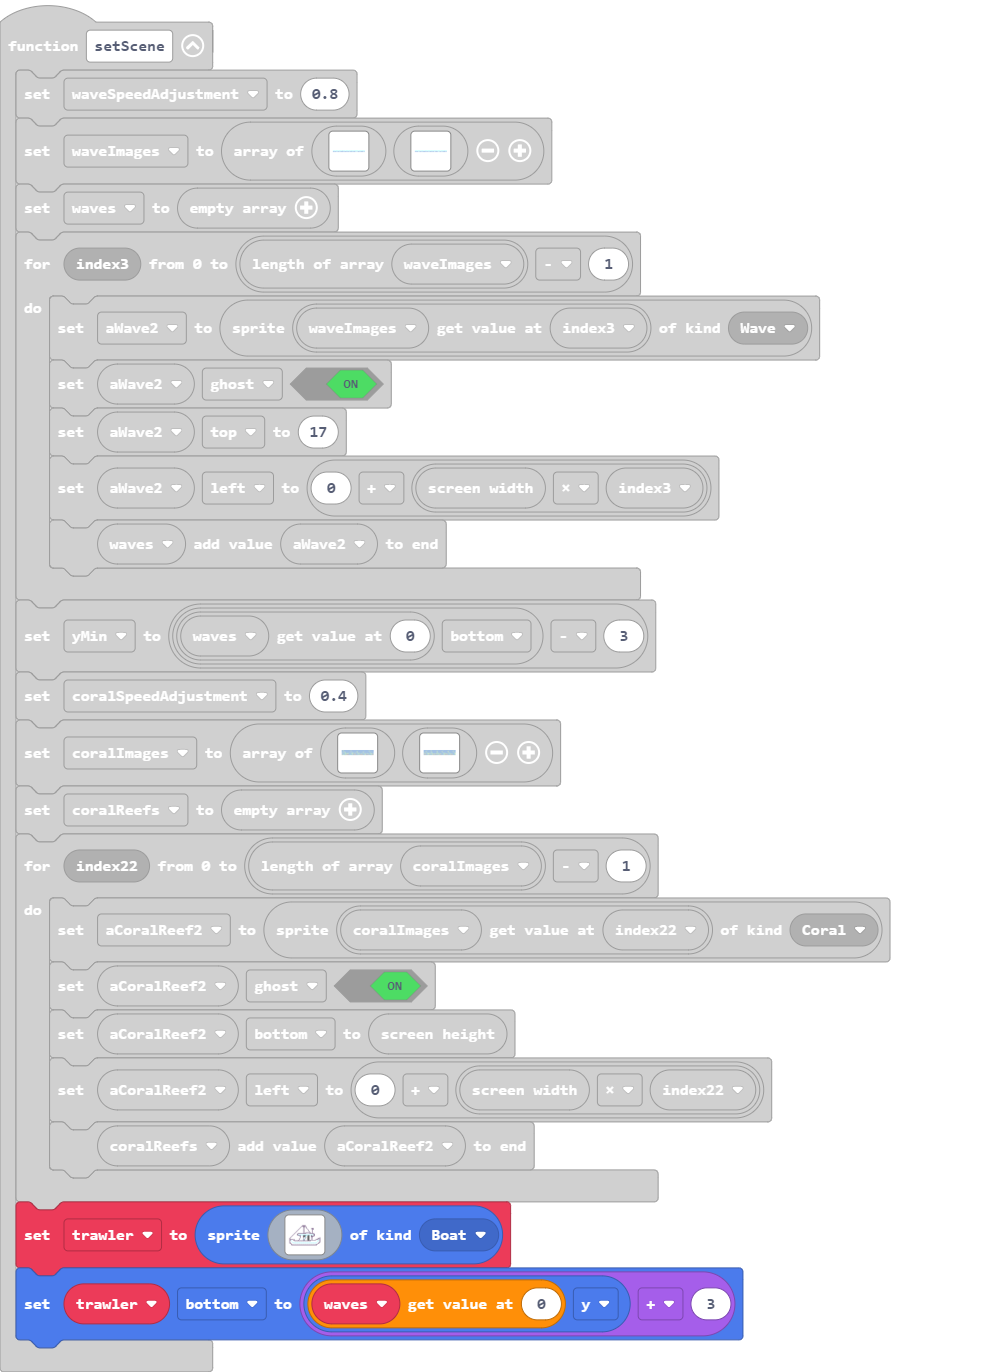 function setScene
set waveSpeedAdjustment to 0.8
set waveImages to array of
set waves to empty array
for index3 from 0 to length of array waveImages - 1
do
set aWave2 to sprite waveImages get value at index3 of kind Wave
set aWave2 ghost ON
set aWave2 top to 17
set aWave2 left to 0 + screen width × index3
waves add value aWave2 to end
set yMin to waves get value at 0 bottom - 3
set coralSpeedAdjustment to 0.4
set coralImages to array of
set coralReefs to empty array
for index22 from 0 to length of array coralImages - 1
do
set aCoralReef2 to sprite coralImages get value at index22 of kind Coral
set aCoralReef2 ghost ON
set aCoralReef2 bottom to screen height
set aCoralReef2 left to 0 + screen width × index22
coralReefs add value aCoralReef2 to end
set trawler to sprite of kind Boat
set trawler bottom to waves get value at 0 y + 3